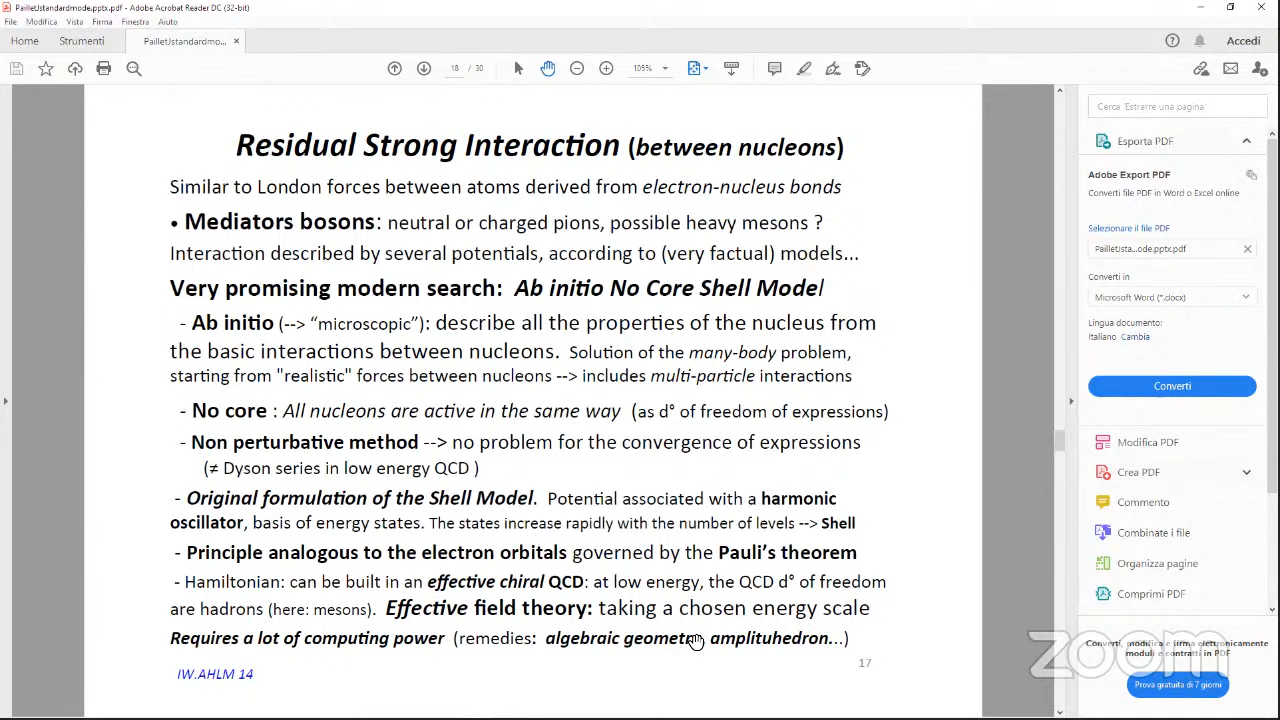 PailletJstandardmode.pptx.pdf - Adobe Acrobat Reader DC (32-bit)
File Modifica Vista Firma Finestra Aiuto
Home Strumenti PailletJstandardmo... × Accedi
18 / 30 105%
Residual Strong Interaction (between nucleons)
Similar to London forces between atoms derived from electron-nucleus bonds
• Mediators bosons: neutral or charged pions, possible heavy mesons ?
Interaction described by several potentials, according to (very factual) models...
Very promising modern search: Ab initio No Core Shell Model
- Ab initio (--> “microscopic”): describe all the properties of the nucleus from
the basic interactions between nucleons. Solution of the many-body problem,
starting from "realistic" forces between nucleons --> includes multi-particle interactions
- No core : All nucleons are active in the same way (as d° of freedom of expressions)
- Non perturbative method --> no problem for the convergence of expressions
(≠ Dyson series in low energy QCD )
- Original formulation of the Shell Model. Potential associated with a harmonic
oscillator, basis of energy states. The states increase rapidly with the number of levels --> Shell
- Principle analogous to the electron orbitals governed by the Pauli’s theorem
- Hamiltonian: can be built in an effective chiral QCD: at low energy, the QCD d° of freedom
are hadrons (here: mesons). Effective field theory: taking a chosen energy scale
Requires a lot of computing power (remedies: algebraic geometry, amplituhedron...)
17
IW.AHLM 14
Cerca 'Estrarre una pagina'
Esporta PDF
Adobe Export PDF
Converti file PDF in Word o Excel online
Selezionare il file PDF
PailletJsta...ode.pptx.pdf
Converti in
Microsoft Word (*.docx)
Lingua documento:
Italiano Cambia
Converti
Modifica PDF
Crea PDF
Commento
Combinate i file
Organizza pagine
Comprimi PDF
Converti, modifica e firma elettronicamente
moduli e contratti in PDF
Prova gratuita di 7 giorni
zoom